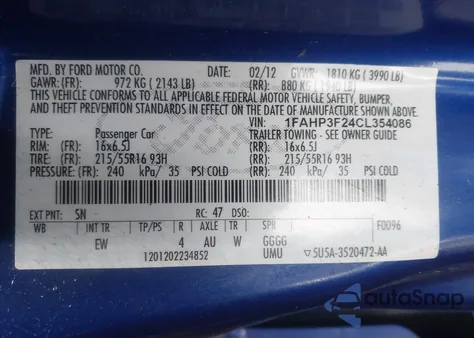 MFD. BY FORD MOTOR CO. DATE: 02/12 GVWR: 1810 KG (3990 LB)
GAWR: (FR): 972 KG (2143 LB) (RR): 880 KG (1940 LB)
THIS VEHICLE CONFORMS TO ALL APPLICABLE FEDERAL MOTOR VEHICLE SAFETY, BUMPER,
AND THEFT PREVENTION STANDARDS IN EFFECT ON THE DATE OF MANUFACTURE SHOWN ABOVE.
VIN: 1FAHP3F24CL354086
TYPE: Passenger Car TRAILER TOWING - SEE OWNER GUIDE
RIM: (FR) 16x6.5J (RR): 16x6.5J
TIRE: (FR): 215/55R16 93H (RR): 215/55R16 93H
PRESSURE: (FR): 240 kPa/ 35 PSI COLD (RR): 240 kPa/ 35 PSI COLD
EXT PNT: SN RC: 47 DSO: F0096
WB INT TR TP/PS R AXLE TR SPR
EW 4 AU W GGGG
1201202234852 UMU ▽5U5A-3520472-AA
autoSnap